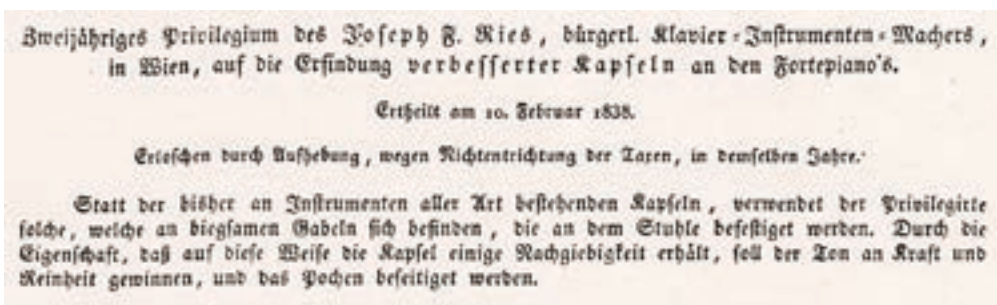 Zweijähriges Privilegium des Joseph F. Ries, bürgerl. Klavier-Instrumenten-Machers,
in Wien, auf die Erfindung verbesserter Kapseln an den Fortepiano's.
Ertheilt am 10. Februar 1838.
Erloschen durch Aufhebung, wegen Nichtentrichtung der Taxen, in demselben Jahre.
Statt der bisher an Instrumenten aller Art bestehenden Kapseln, verwendet der Privilegirte
solche, welche an biegsamen Gabeln sich befinden, die an dem Stuhle befestiget werden. Durch die
Eigenschaft, daß auf diese Weise die Kapsel einige Nachgiebigkeit erhält, soll der Ton an Kraft und
Reinheit gewinnen, und das Pochen beseitiget werden.